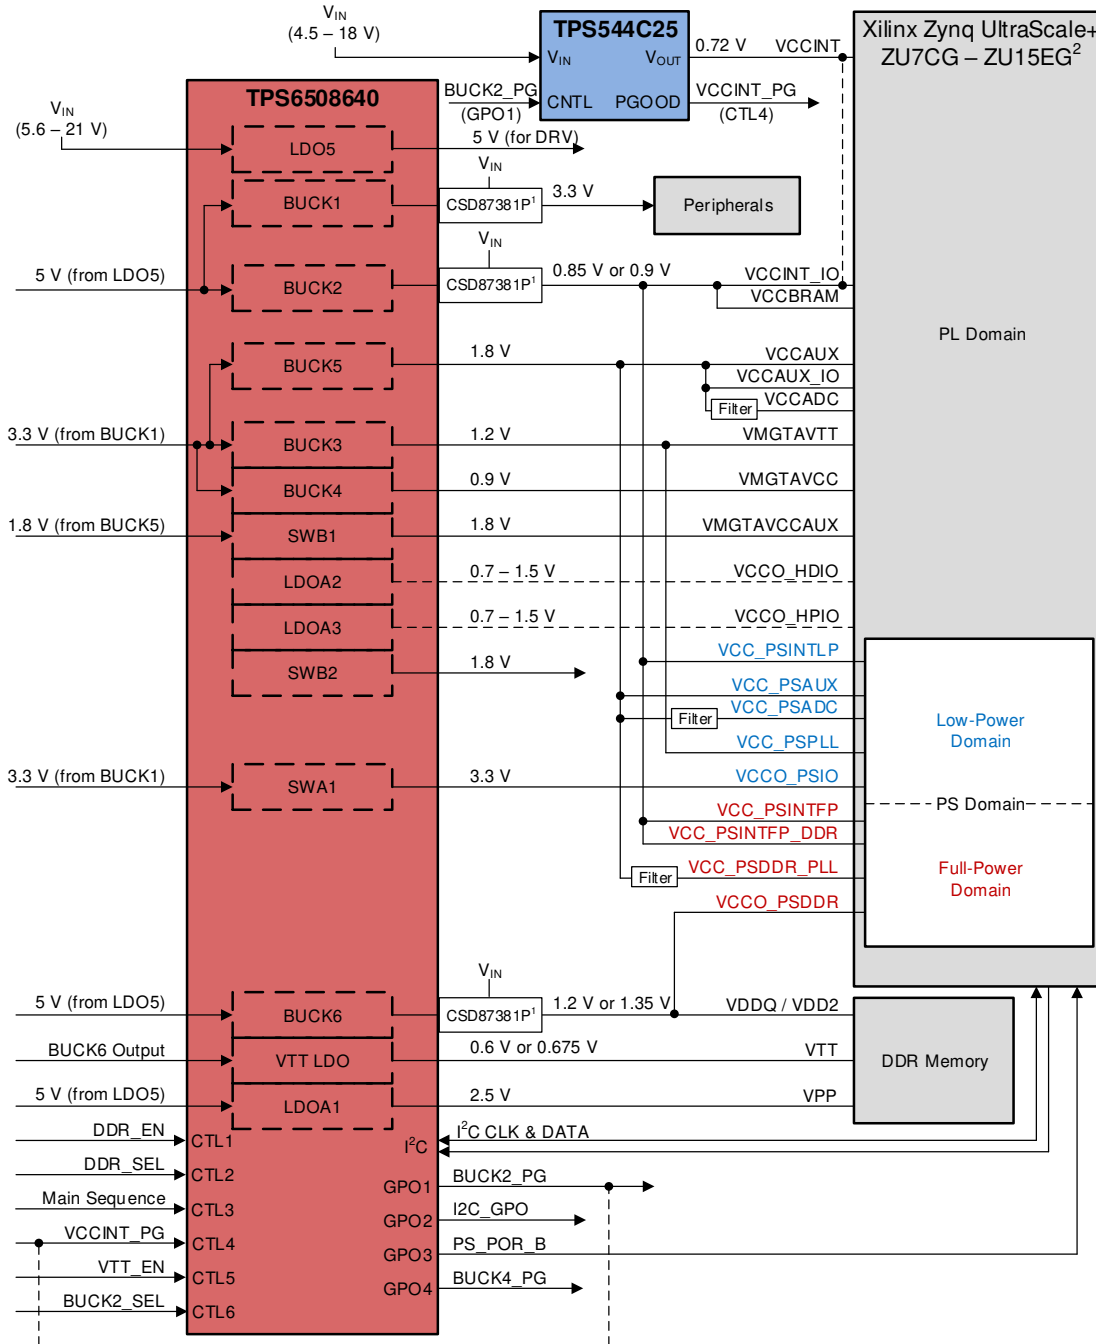 V_IN
(4.5 – 18 V)
TPS544C25
V_IN
V_OUT
CNTL
PGOOD
0.72 V
VCCINT
BUCK2_PG
(GPO1)
VCCINT_PG
(CTL4)
Xilinx Zynq UltraScale+
ZU7CG – ZU15EG²
TPS6508640
V_IN
(5.6 – 21 V)
LDO5
5 V (for DRV)
V_IN
BUCK1
CSD87381P¹
3.3 V
Peripherals
V_IN
5 V (from LDO5)
BUCK2
CSD87381P¹
0.85 V or 0.9 V
VCCINT_IO
VCCBRAM
PL Domain
BUCK5
1.8 V
VCCAUX
VCCAUX_IO
Filter
VCCADC
3.3 V (from BUCK1)
BUCK3
1.2 V
VMGTAVTT
BUCK4
0.9 V
VMGTAVCC
1.8 V (from BUCK5)
SWB1
1.8 V
VMGTAVCCAUX
LDOA2
0.7 – 1.5 V
VCCO_HDIO
LDOA3
0.7 – 1.5 V
VCCO_HPIO
SWB2
1.8 V
VCC_PSINTLP
VCC_PSAUX
Filter
VCC_PSADC
VCC_PSPLL
Low-Power
Domain
3.3 V (from BUCK1)
SWA1
3.3 V
VCCO_PSIO
PS Domain
VCC_PSINTFP
VCC_PSINTFP_DDR
Filter
VCC_PSDDR_PLL
VCCO_PSDDR
Full-Power
Domain
V_IN
5 V (from LDO5)
BUCK6
CSD87381P¹
1.2 V or 1.35 V
VDDQ / VDD2
BUCK6 Output
VTT LDO
0.6 V or 0.675 V
VTT
DDR Memory
5 V (from LDO5)
LDOA1
2.5 V
VPP
DDR_EN
CTL1
I²C
I²C CLK & DATA
DDR_SEL
CTL2
GPO1
BUCK2_PG
Main Sequence
CTL3
GPO2
I2C_GPO
VCCINT_PG
CTL4
GPO3
PS_POR_B
VTT_EN
CTL5
GPO4
BUCK4_PG
BUCK2_SEL
CTL6